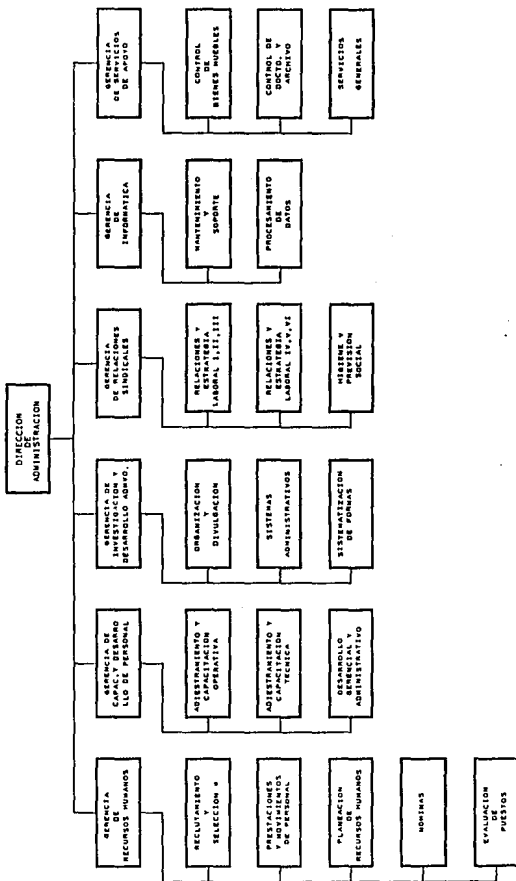 DIRECCION
DE
ADMINISTRACION
GERENCIA
DE
RECURSOS HUMANOS
RECLUTAMIENTO
Y
SELECCION *
PRESTACIONES
Y MOVIMIENTOS
DE PERSONAL
PLANEACION
DE
RECURSOS HUMANOS
NOMINAS
EVALUACION
DE
PUESTOS
GERENCIA DE
CAPAC. Y DESARRO
LLO DE PERSONAL
ADIESTRAMIENTO Y
CAPACITACION
OPERATIVA
ADIESTRAMIENTO Y
CAPACITACION
TECNICA
DESARROLLO
GERENCIAL Y
ADMINISTRATIVO
GERENCIA DE
INVESTIGACION Y
DESARROLLO ADMVO.
ORGANIZACION
Y
DIVULGACION
SISTEMAS
ADMINISTRATIVOS
SISTEMATIZACION
DE FORMAS
GERENCIA
DE RELACIONES
SINDICALES
RELACIONES Y
ESTRATEGIA
LABORAL I,II,III
RELACIONES Y
ESTRATEGIA
LABORAL IV,V,VI
HIGIENE Y
PREVISION
SOCIAL
GERENCIA
DE
INFORMATICA
MANTENIMIENTO
Y
SOPORTE
PROCESAMIENTO
DE
DATOS
GERENCIA
DE SERVICIOS
DE APOYO
CONTROL
DE
BIENES MUEBLES
CONTROL DE
DOCTO. Y
ARCHIVO
SERVICIOS
GENERALES